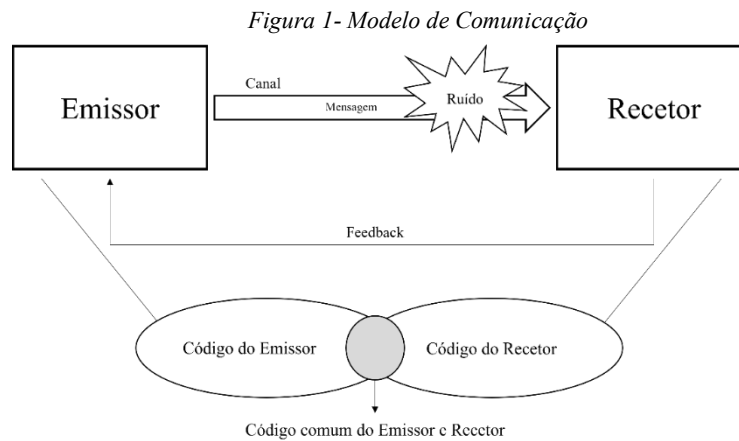 Figura 1- Modelo de Comunicação
Emissor
Canal
Mensagem
Ruído
Recetor
Feedback
Código do Emissor
Código do Recetor
Código comum do Emissor e Recetor